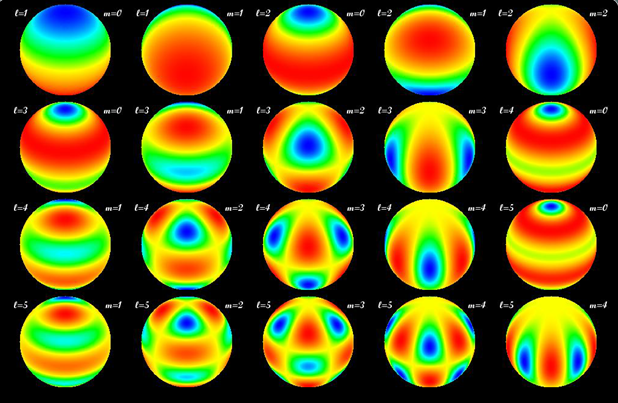 ℓ=1 m=0 ℓ=1 m=1 ℓ=2 m=0 ℓ=2 m=1 ℓ=2 m=2
ℓ=3 m=0 ℓ=3 m=1 ℓ=3 m=2 ℓ=3 m=3 ℓ=4 m=0
ℓ=4 m=1 ℓ=4 m=2 ℓ=4 m=3 ℓ=4 m=4 ℓ=5 m=0
ℓ=5 m=1 ℓ=5 m=2 ℓ=5 m=3 ℓ=5 m=4 ℓ=5 m=4